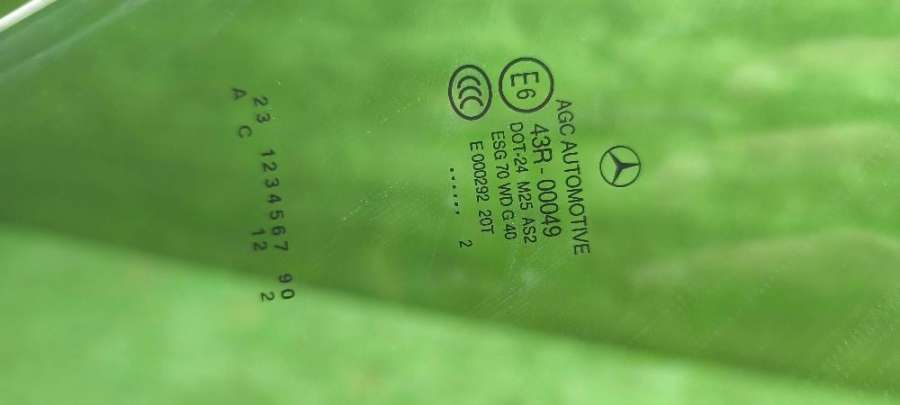 AGC AUTOMOTIVE
E6 43R - 00049
CCC DOT-24 M25 AS2
ESG 70 WD G 40
E 000292 20T
...... 2
23 1234567 90
C 12 2
A